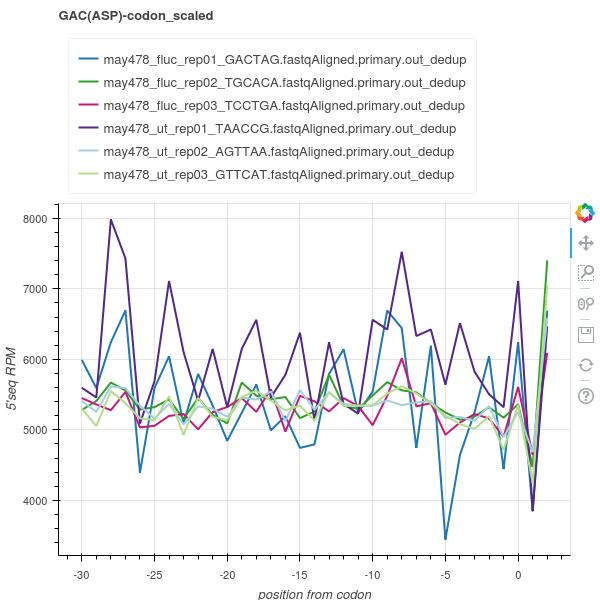 GAC(ASP)-codon_scaled
may478_fluc_rep01_GACTAG.fastqAligned.primary.out_dedup
may478_fluc_rep02_TGCACA.fastqAligned.primary.out_dedup
may478_fluc_rep03_TCCTGA.fastqAligned.primary.out_dedup
may478_ut_rep01_TAACCG.fastqAligned.primary.out_dedup
may478_ut_rep02_AGTTAA.fastqAligned.primary.out_dedup
may478_ut_rep03_GTTCAT.fastqAligned.primary.out_dedup
8000
7000
6000
5000
4000
5'seq RPM
-30 -25 -20 -15 -10 -5 0
position from codon